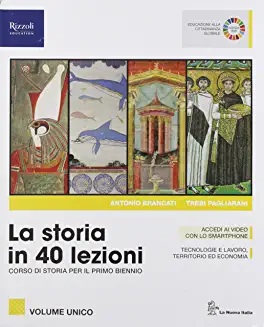 Rizzoli
EDUCATION
EDUCAZIONE ALLA
CITTADINANZA
GLOBALE
ANTONIO BRANCATI   TREBI PAGLIARANI
La storia
in 40 lezioni
CORSO DI STORIA PER IL PRIMO BIENNIO
ACCEDI AI VIDEO
CON LO SMARTPHONE
TECNOLOGIE E LAVORO,
TERRITORIO ED ECONOMIA
VOLUME UNICO
La Nuova Italia